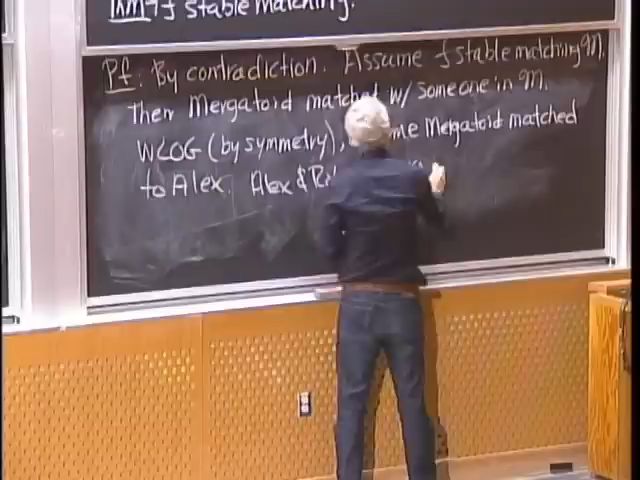 Thm: ∄ stable matching.
Pf: By contradiction. Assume ∃ stable matching M.
Then Mergatoid matched w/ someone in M.
WLOG (by symmetry), me Mergatoid matched
to Alex. Alex &